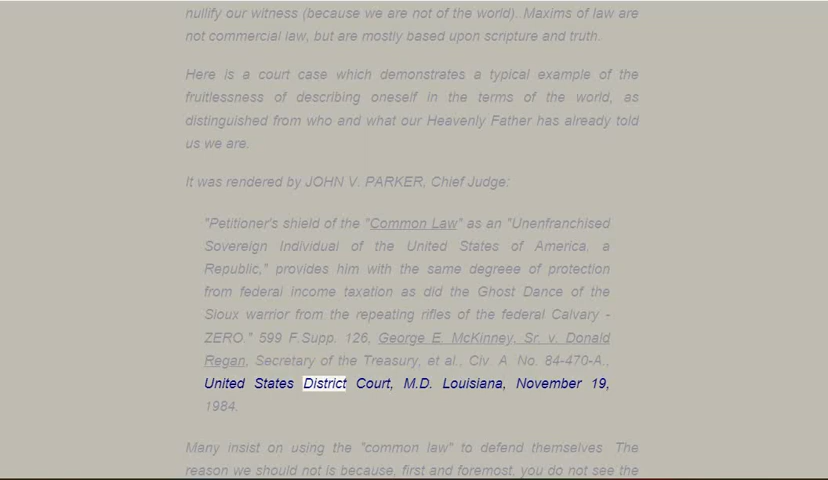 nullify our witness (because we are not of the world). Maxims of law are
not commercial law, but are mostly based upon scripture and truth.
Here is a court case which demonstrates a typical example of the
fruitlessness of describing oneself in the terms of the world, as
distinguished from who and what our Heavenly Father has already told
us we are.
It was rendered by JOHN V. PARKER, Chief Judge:
"Petitioner's shield of the "Common Law" as an "Unenfranchised
Sovereign Individual of the United States of America, a
Republic," provides him with the same degreee of protection
from federal income taxation as did the Ghost Dance of the
Sioux warrior from the repeating rifles of the federal Calvary -
ZERO." 599 F.Supp. 126, George E. McKinney, Sr. v. Donald
Regan, Secretary of the Treasury, et al., Civ. A. No. 84-470-A.,
United States District Court, M.D. Louisiana, November 19,
1984.
Many insist on using the "common law" to defend themselves. The
reason we should not is because, first and foremost, you do not see the